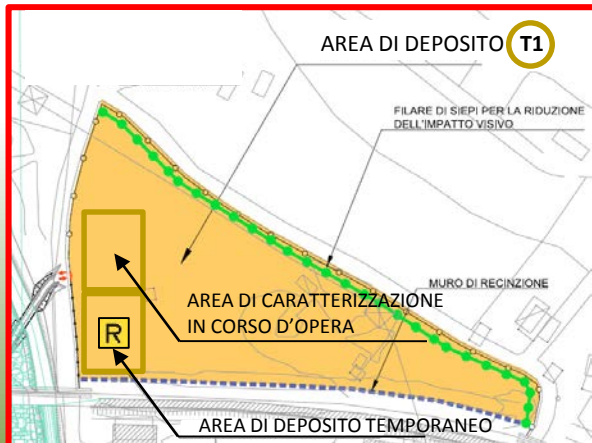 AREA DI DEPOSITO T1
FILARE DI SIEPI PER LA RIDUZIONE
DELL'IMPATTO VISIVO
MURO DI RECINZIONE
AREA DI CARATTERIZZAZIONE
IN CORSO D'OPERA
R
AREA DI DEPOSITO TEMPORANEO